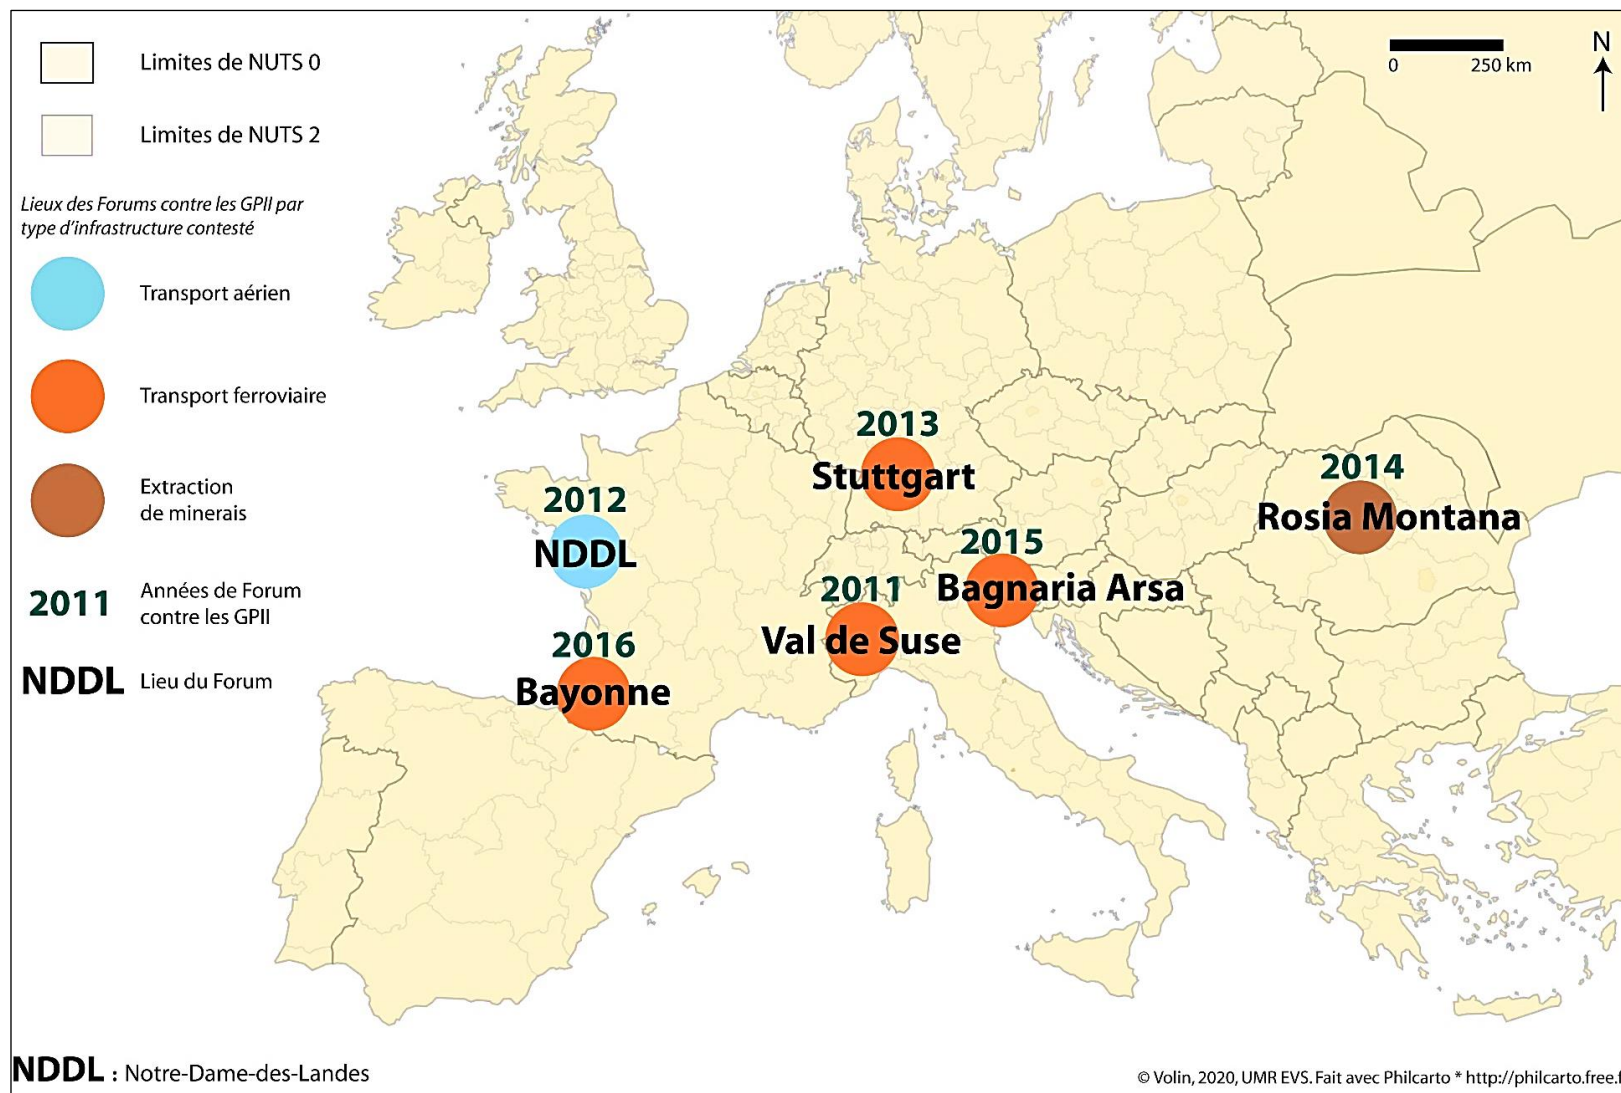 Limites de NUTS 0
Limites de NUTS 2
Lieux des Forums contre les GPII par
type d'infrastructure contesté
Transport aérien
Transport ferroviaire
Extraction
de minerais
2011
Années de Forum
contre les GPII
NDDL
Lieu du Forum
0 250 km
N
2013
Stuttgart
2014
Rosia Montana
2012
NDDL
2015
Bagnaria Arsa
2011
Val de Suse
2016
Bayonne
NDDL : Notre-Dame-des-Landes
© Volin, 2020, UMR EVS. Fait avec Philcarto * http://philcarto.free.f